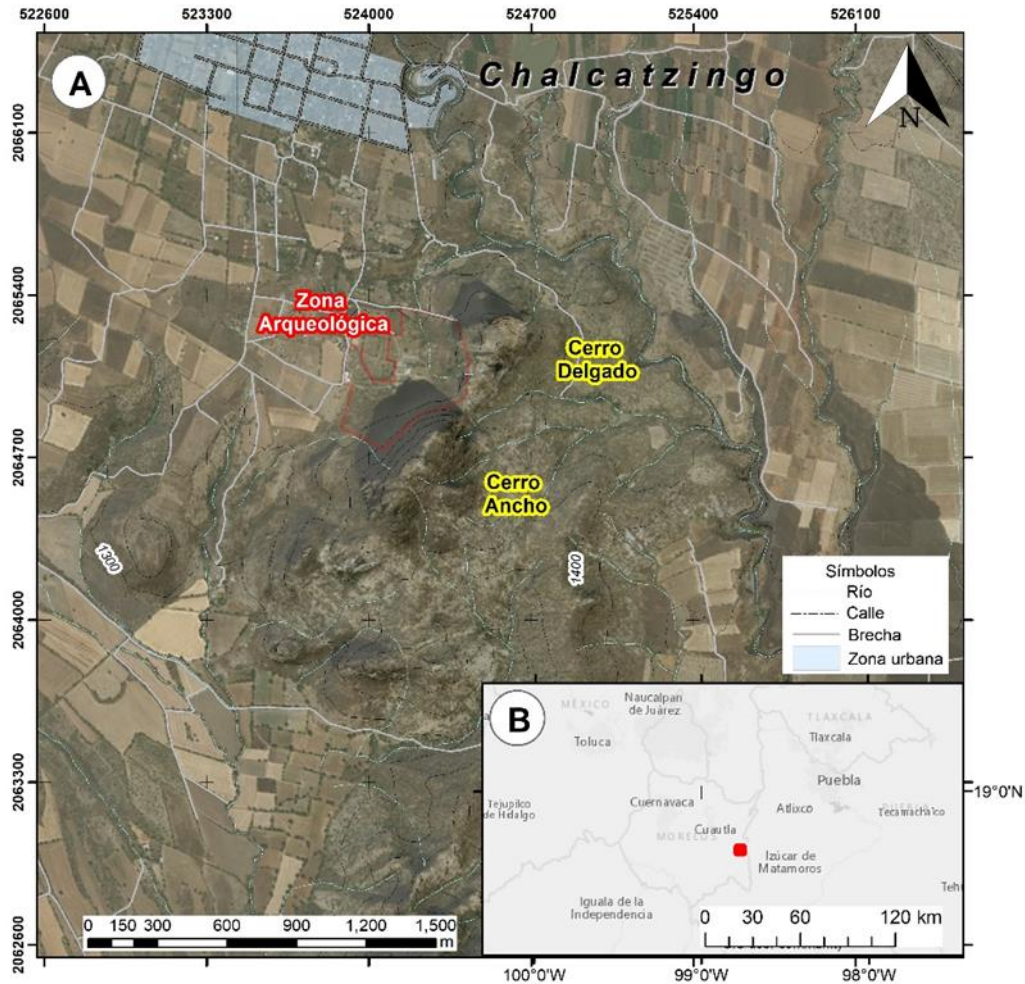 522600 523300 524000 524700 525400 526100
A
Chalcatzingo
N
2066100
2065400
2064700
2064000
2063300
2062600
Zona
Arqueológica
Cerro
Delgado
Cerro
Ancho
1300
1400
Símbolos
Río
Calle
Brecha
Zona urbana
0 150 300 600 900 1,200 1,500
m
B
MÉXICO
Naucalpan
de Juárez
TLAXCALA
Toluca
Tlaxcala
Puebla
Tejupilco
de Hidalgo
Cuernavaca
Atlixco
PUEBLA
Tecamachalco
Cuautla
MORELOS
Izúcar de
Matamoros
Iguala de la
Independencia
0 30 60 120 km
19°0'N
100°0'W 99°0'W 98°0'W